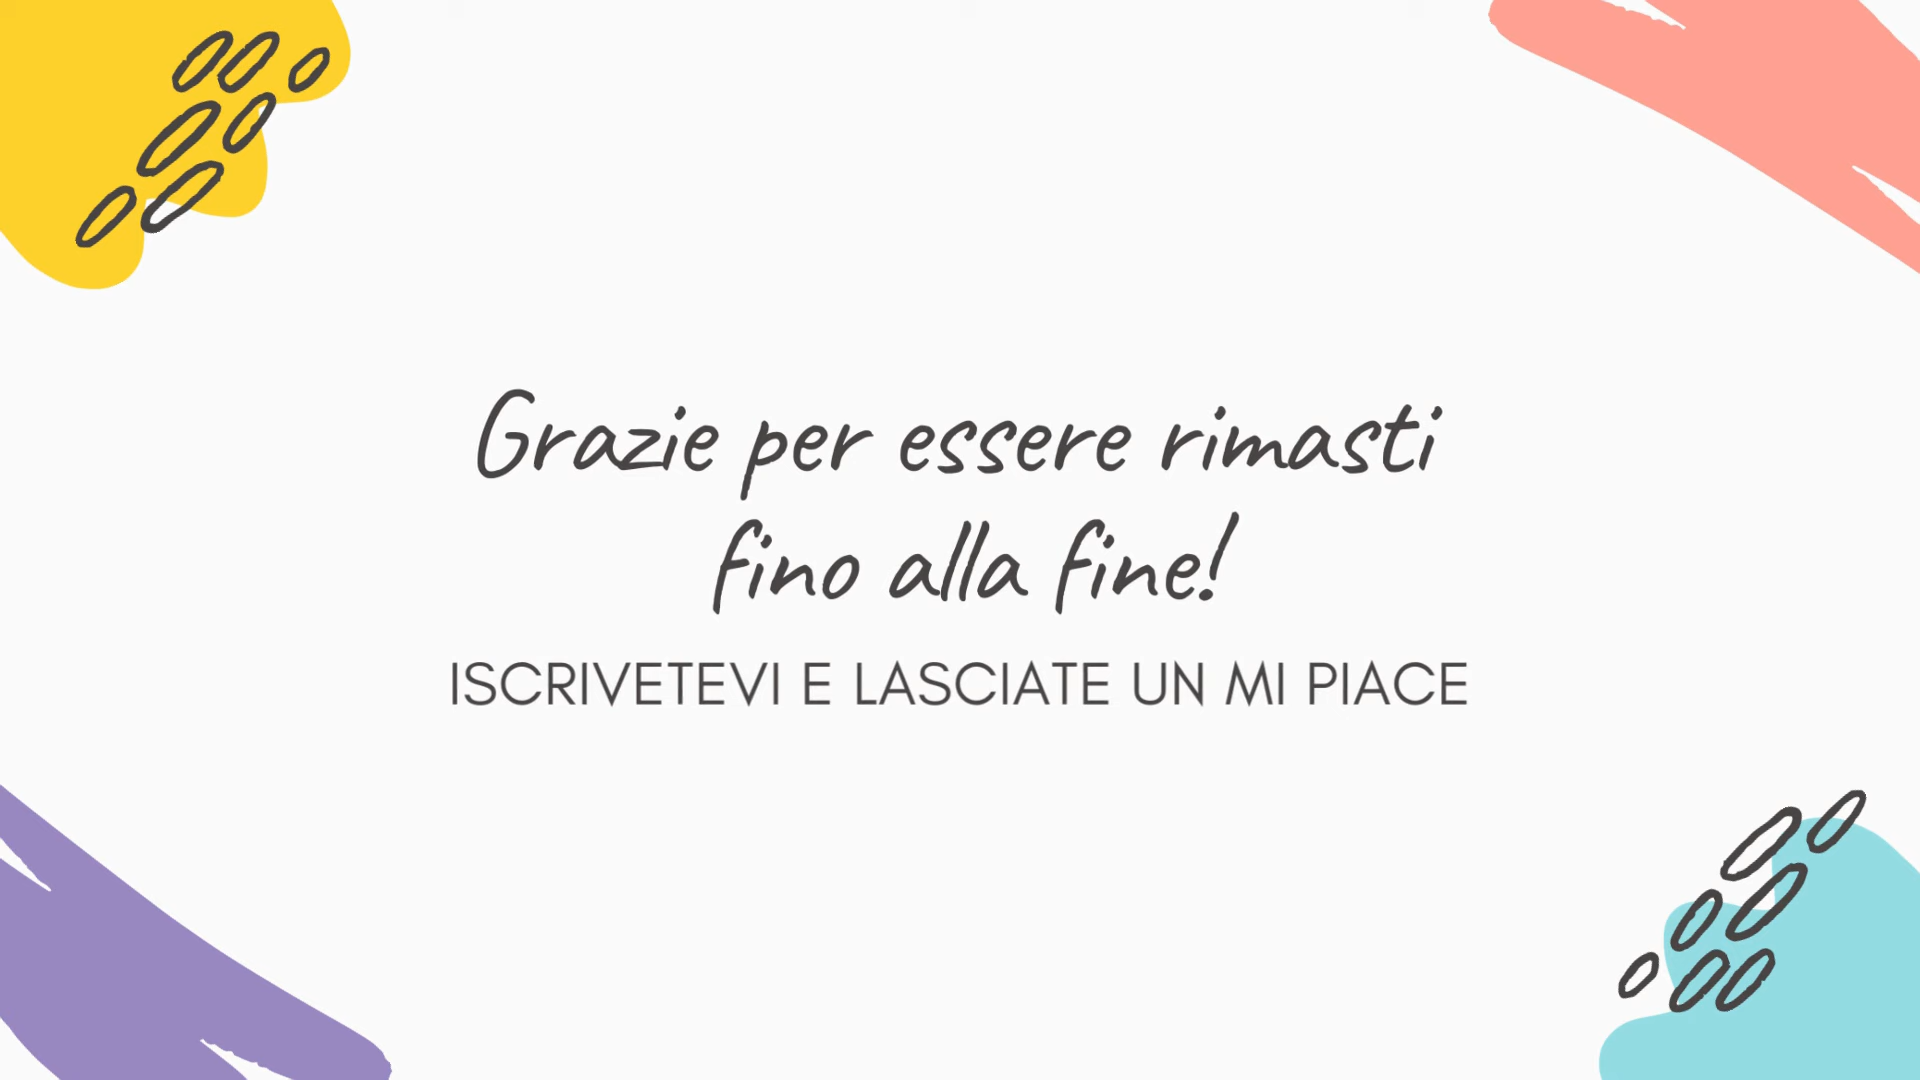 Grazie per essere rimasti
fino alla fine!
ISCRIVETEVI E LASCIATE UN MI PIACE